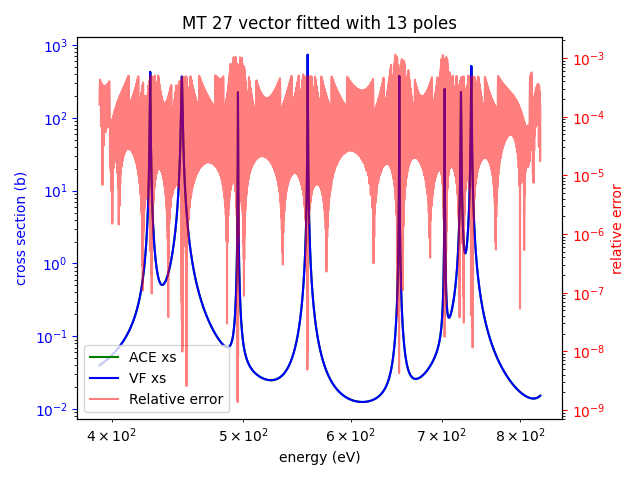 MT 27 vector fitted with 13 poles
cross section (b)
10^3
10^2
10^1
10^0
10^-1
10^-2
10^-3
10^-4
10^-5
10^-6
10^-7
10^-8
10^-9
relative error
ACE xs
VF xs
Relative error
4 × 10^2
5 × 10^2
6 × 10^2
7 × 10^2
8 × 10^2
energy (eV)